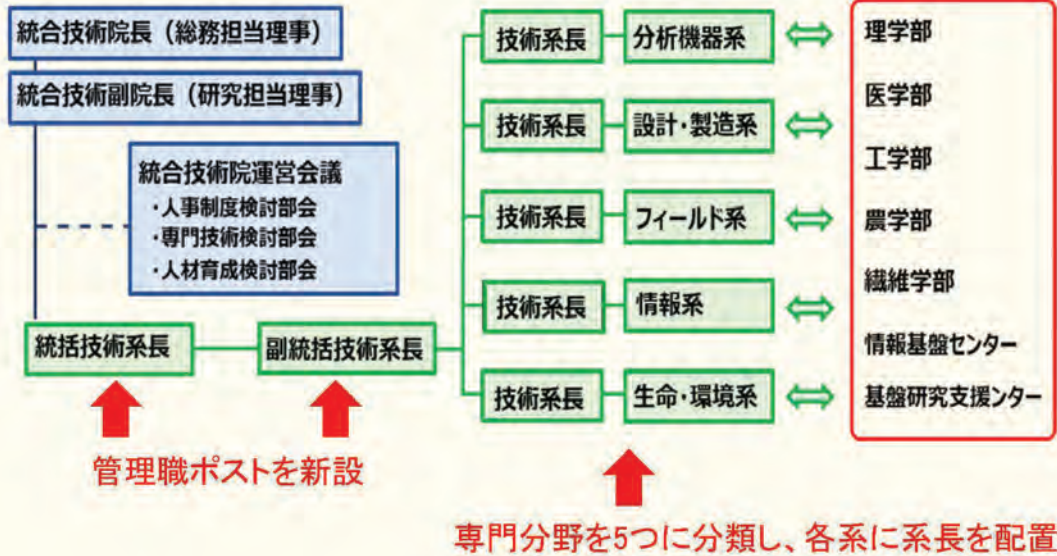 統合技術院長（総務担当理事）
統合技術副院長（研究担当理事）
統合技術院運営会議
・人事制度検討部会
・専門技術検討部会
・人材育成検討部会
統括技術系長
副統括技術系長
管理職ポストを新設
技術系長
分析機器系
技術系長
設計・製造系
技術系長
フィールド系
技術系長
情報系
技術系長
生命・環境系
理学部
医学部
工学部
農学部
繊維学部
情報基盤センター
基盤研究支援ンター
専門分野を5つに分類し、各系に系長を配置